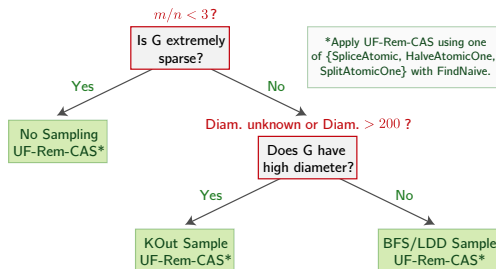 m/n < 3 ?
Is G extremely
sparse?
*Apply UF-Rem-CAS using one
of {SpliceAtomic, HalveAtomicOne,
SplitAtomicOne} with FindNaive.
Yes
No
No Sampling
UF-Rem-CAS*
Diam. unknown or Diam. > 200 ?
Does G have
high diameter?
Yes
No
KOut Sample
UF-Rem-CAS*
BFS/LDD Sample
UF-Rem-CAS*